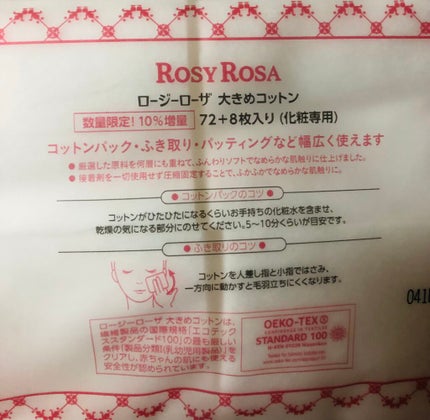 ROSY ROSA
ロージーローザ 大きめコットン
数量限定! 10%増量 72+8枚入り (化粧専用)
コットンパック・ふき取り・パッティングなど幅広く使えます
● 厳選した原料を何層にも重ねて、ふんわりソフトでなめらかな肌触りに仕上げました。
● 接着剤を一切使用せず圧縮固定することで、ふかふかでなめらかな肌触りに。
● コットンパックのコツ ●
コットンがひたひたになるくらいお手持ちの化粧水を含ませ、
乾燥の気になる部分にのせてください。5〜10分くらいが目安です。
● ふき取りのコツ ●
コットンを人差し指と小指ではさみ、
一方向に動かすと毛羽立ちにくくなります。
ロージーローザ 大きめコットンは、
繊維製品の国際規格「エコテック
ススタンダード100」の最も厳しい
条件(製品分類Ⅰ(乳幼児用製品))を
クリアし、赤ちゃんの肌にも使える
安全性が認められています。
OEKO-TEX®
CONFIDENCE IN TEXTILES
STANDARD 100